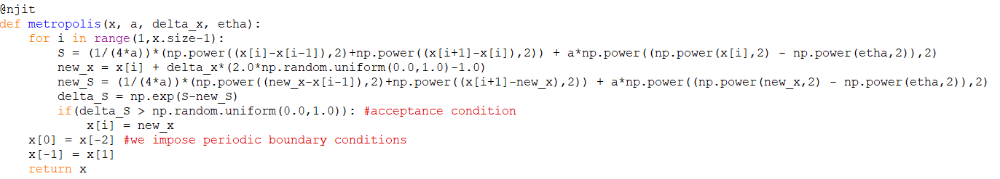 @njit
def metropolis(x, a, delta_x, etha):
    for i in range(1,x.size-1):
        S = (1/(4*a))*(np.power((x[i]-x[i-1]),2)+np.power((x[i+1]-x[i]),2)) + a*np.power((np.power(x[i],2) - np.power(etha,2)),2)
        new_x = x[i] + delta_x*(2.0*np.random.uniform(0.0,1.0)-1.0)
        new_S = (1/(4*a))*(np.power((new_x-x[i-1]),2)+np.power((x[i+1]-new_x),2)) + a*np.power((np.power(new_x,2) - np.power(etha,2)),2)
        delta_S = np.exp(S-new_S)
        if(delta_S > np.random.uniform(0.0,1.0)): #acceptance condition
            x[i] = new_x
    x[0] = x[-2] #we impose periodic boundary conditions
    x[-1] = x[1]
    return x